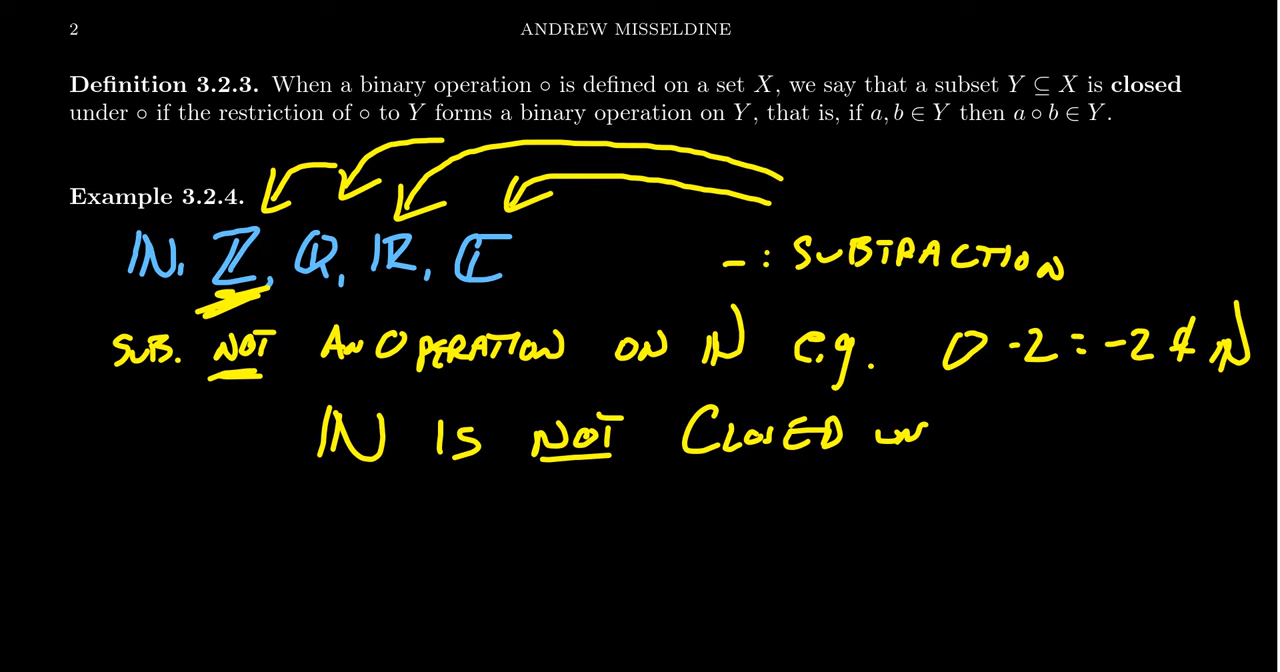 2
ANDREW MISSELDINE
Definition 3.2.3. When a binary operation ∘ is defined on a set X, we say that a subset Y ⊆ X is closed
under ∘ if the restriction of ∘ to Y forms a binary operation on Y, that is, if a, b ∈ Y then a ∘ b ∈ Y.
Example 3.2.4.
ℕ, ℤ, ℚ, ℝ, ℂ
– : SUBTRACTION
SUB. NOT AN OPERATION ON ℕ e.g. 0 - 2 = -2 ∉ ℕ
ℕ IS NOT CLOSED UN